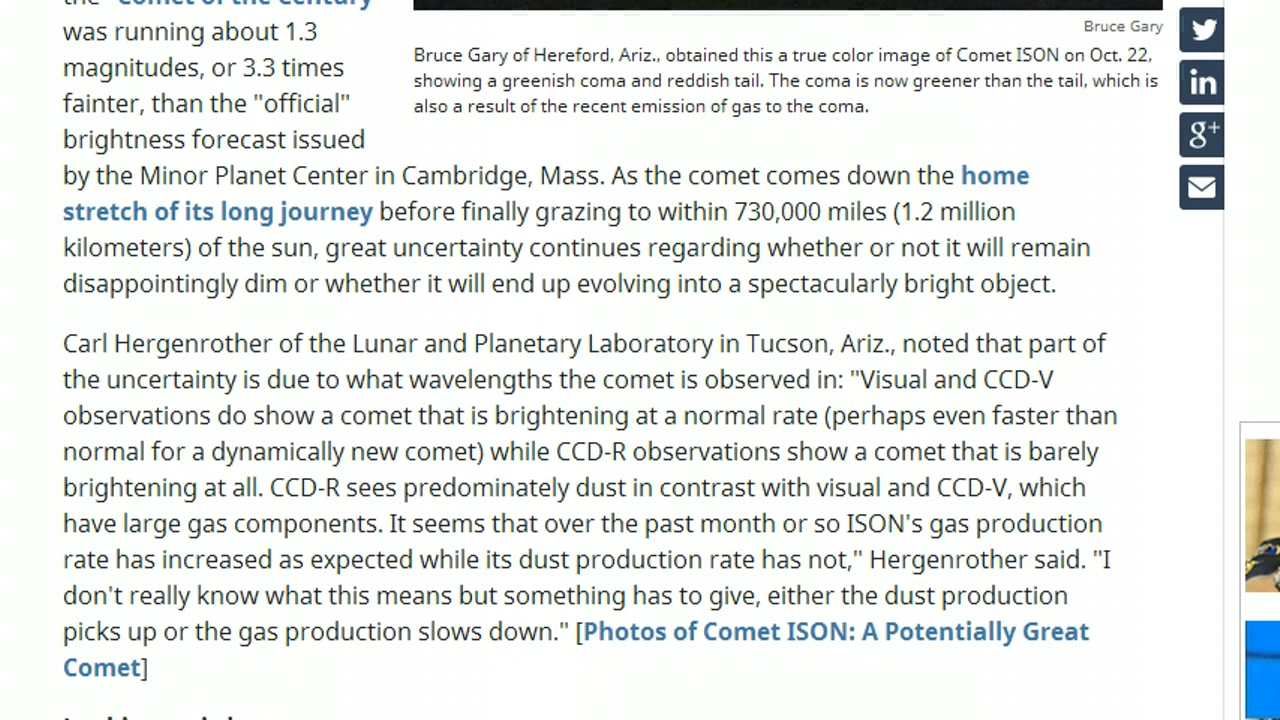 the "Comet of the Century"
was running about 1.3
magnitudes, or 3.3 times
fainter, than the "official"
brightness forecast issued
Bruce Gary
Bruce Gary of Hereford, Ariz., obtained this a true color image of Comet ISON on Oct. 22,
showing a greenish coma and reddish tail. The coma is now greener than the tail, which is
also a result of the recent emission of gas to the coma.
by the Minor Planet Center in Cambridge, Mass. As the comet comes down the home
stretch of its long journey before finally grazing to within 730,000 miles (1.2 million
kilometers) of the sun, great uncertainty continues regarding whether or not it will remain
disappointingly dim or whether it will end up evolving into a spectacularly bright object.
Carl Hergenrother of the Lunar and Planetary Laboratory in Tucson, Ariz., noted that part of
the uncertainty is due to what wavelengths the comet is observed in: "Visual and CCD-V
observations do show a comet that is brightening at a normal rate (perhaps even faster than
normal for a dynamically new comet) while CCD-R observations show a comet that is barely
brightening at all. CCD-R sees predominately dust in contrast with visual and CCD-V, which
have large gas components. It seems that over the past month or so ISON's gas production
rate has increased as expected while its dust production rate has not," Hergenrother said. "I
don't really know what this means but something has to give, either the dust production
picks up or the gas production slows down." [Photos of Comet ISON: A Potentially Great
Comet]
in
g+